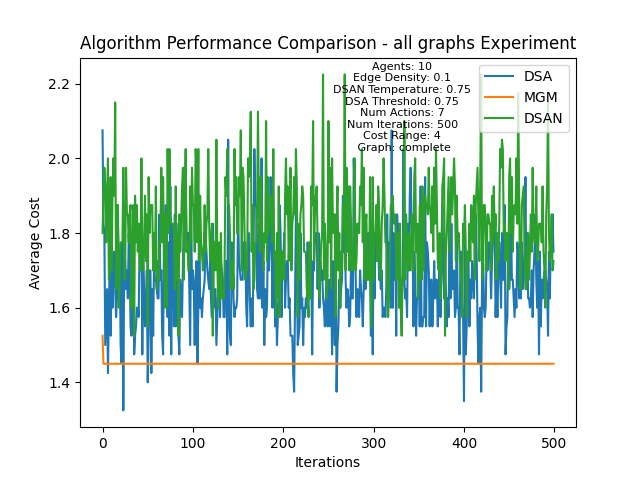 Algorithm Performance Comparison - all graphs Experiment
Agents: 10
Edge Density: 0.1
DSAN Temperature: 0.75
DSA Threshold: 0.75
Num Actions: 7
Num Iterations: 500
Cost Range: 4
Graph: complete
DSA
MGM
DSAN
Average Cost
2.2
2.0
1.8
1.6
1.4
0
100
200
300
400
500
Iterations